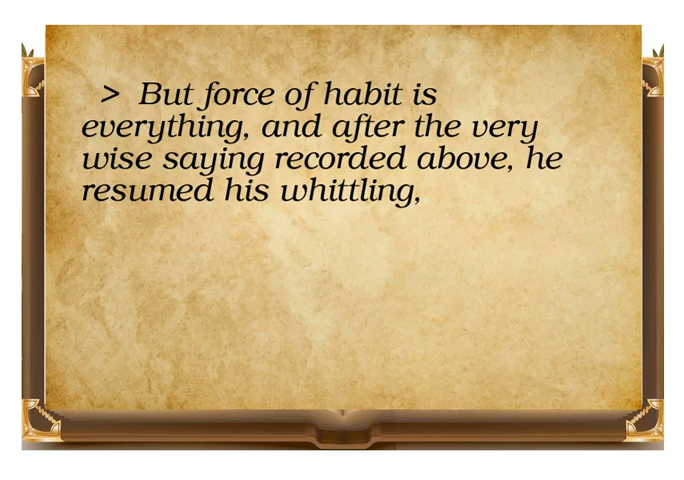 > But force of habit is
everything, and after the very
wise saying recorded above, he
resumed his whittling,